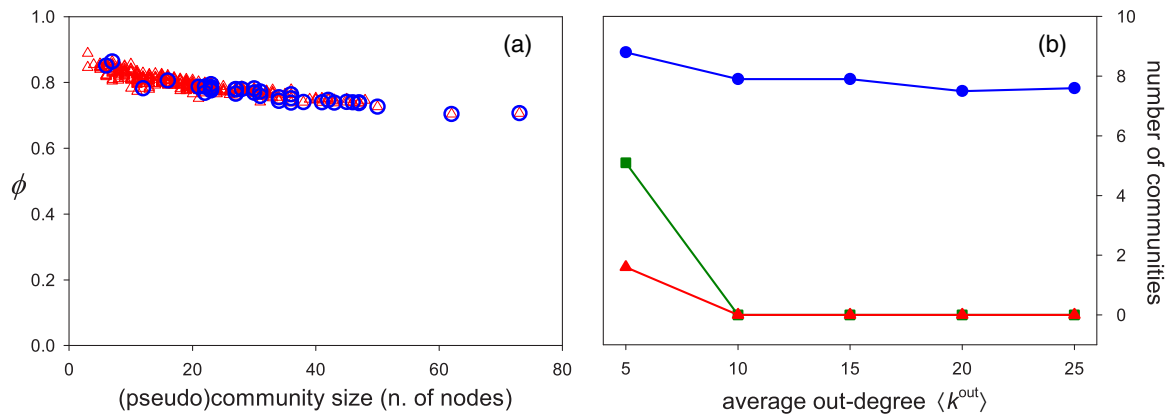 1.0
0.8
0.6
0.4
0.2
0.0
ϕ
(a)
0 20 40 60 80
(pseudo)community size (n. of nodes)
(b)
10
8
6
4
2
0
number of communities
5 10 15 20 25
average out-degree ⟨k^out⟩